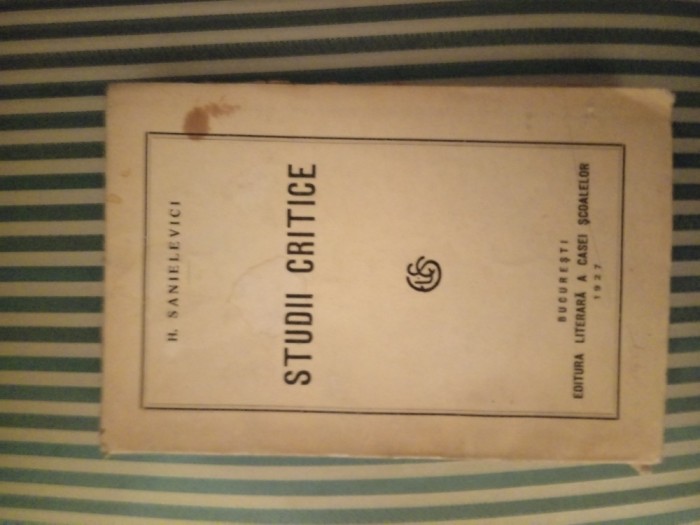 H. SANIELEVICI
STUDII CRITICE
BUCUREȘTI
EDITURA LITERARĂ A CASEI ȘCOALELOR
1927